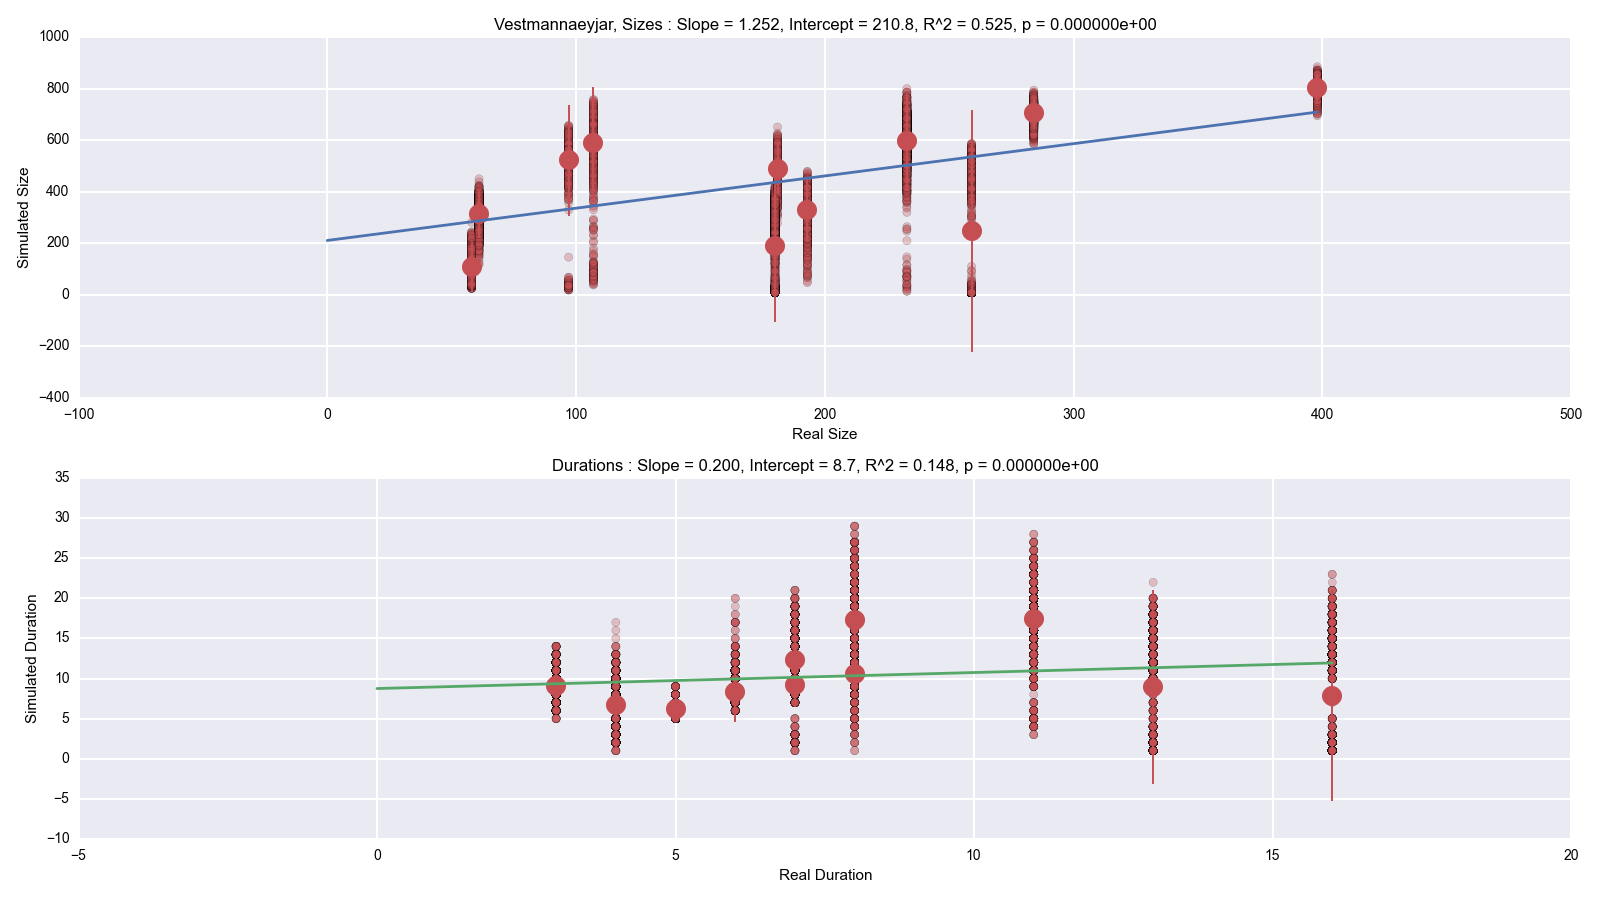 Vestmannaeyjar, Sizes : Slope = 1.252, Intercept = 210.8, R^2 = 0.525, p = 0.000000e+00
1000
800
600
400
200
0
−200
−400
Simulated Size
−100 0 100 200 300 400 500
Real Size
Durations : Slope = 0.200, Intercept = 8.7, R^2 = 0.148, p = 0.000000e+00
35
30
25
20
15
10
5
0
−5
−10
Simulated Duration
−5 0 5 10 15 20
Real Duration